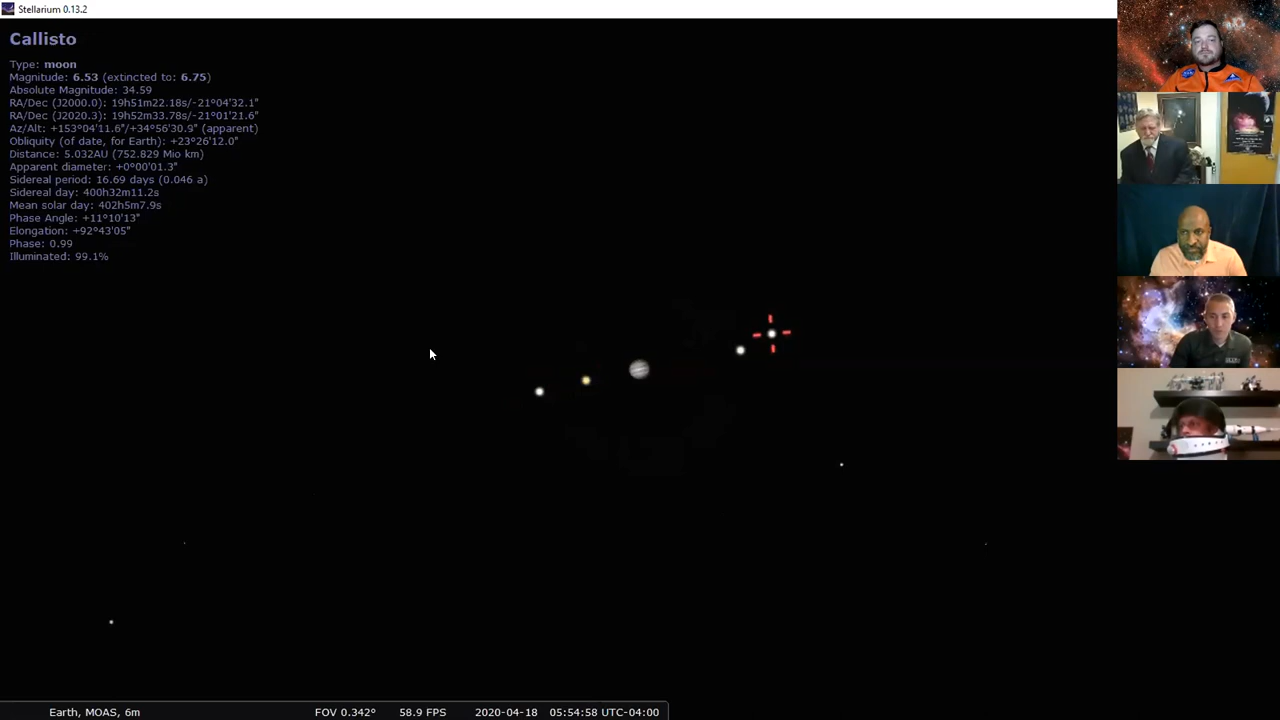 Stellarium 0.13.2
Callisto
Type: moon
Magnitude: 6.53 (extincted to: 6.75)
Absolute Magnitude: 34.59
RA/Dec (J2000.0): 19h51m22.18s/-21°04'32.1"
RA/Dec (J2020.3): 19h52m33.78s/-21°01'21.6"
Az/Alt: +153°04'11.6"/+34°56'30.9" (apparent)
Obliquity (of date, for Earth): +23°26'12.0"
Distance: 5.032AU (752.829 Mio km)
Apparent diameter: +0°00'01.3"
Sidereal period: 16.69 days (0.046 a)
Sidereal day: 400h32m11.2s
Mean solar day: 402h5m7.9s
Phase Angle: +11°10'13"
Elongation: +92°43'05"
Phase: 0.99
Illuminated: 99.1%
Earth, MOAS, 6m FOV 0.342° 58.9 FPS 2020-04-18 05:54:58 UTC-04:00